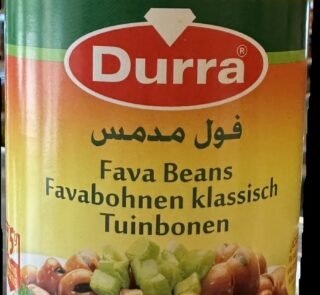 Durra®
فول مدمس
Fava Beans
Favabohnen klassisch
Tuinbonen